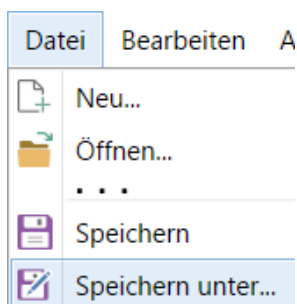 Datei Bearbeiten A
Neu...
Öffnen...
...
Speichern
Speichern unter...